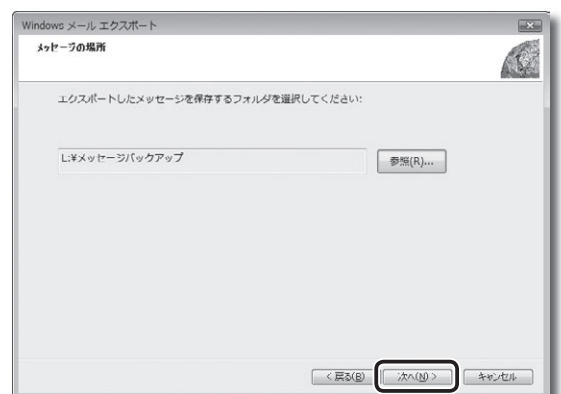 Windows メール エクスポート
メッセージの場所
エクスポートしたメッセージを保存するフォルダを選択してください:
L:¥メッセージバックアップ
参照(R)...
< 戻る(B)
次へ(N) >
キャンセル